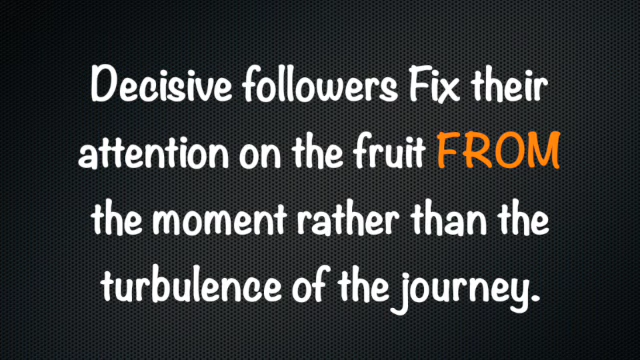 Decisive followers Fix their
attention on the fruit FROM
the moment rather than the
turbulence of the journey.